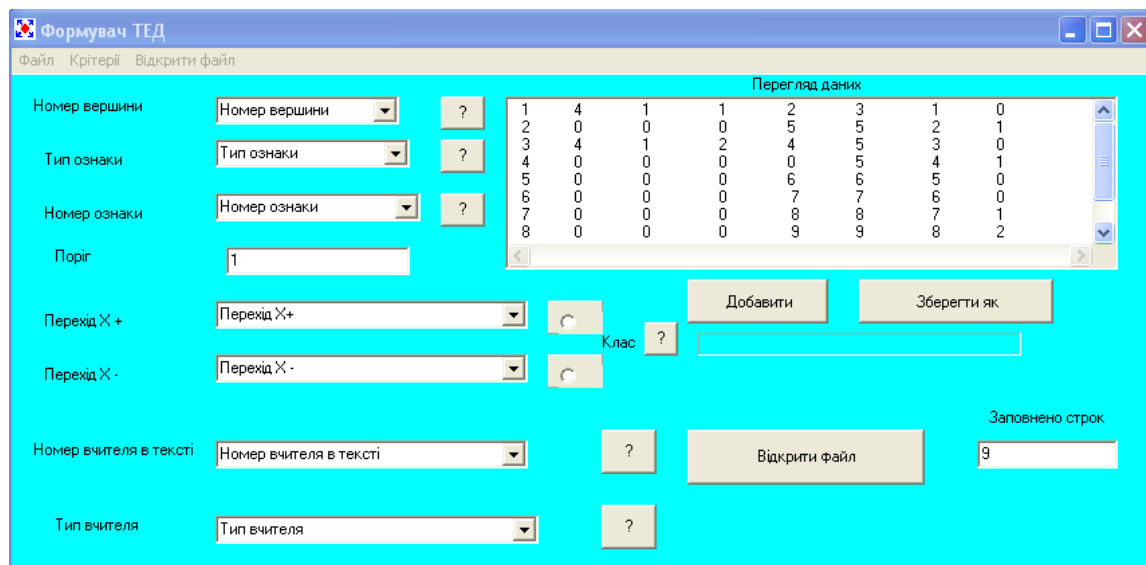 Формувач ТЕД
Файл Крітерії Відкрити файл
Перегляд даних
Номер вершини Номер вершини ?
Тип ознаки Тип ознаки ?
Номер ознаки Номер ознаки ?
Поріг 1
1 4 1 1 2 3 1 0
2 0 0 0 5 5 2 1
3 4 1 2 4 5 3 0
4 0 0 0 0 5 4 1
5 0 0 0 6 6 5 0
6 0 0 0 7 7 6 0
7 0 0 0 8 8 7 1
8 0 0 0 9 9 8 2
Добавити Зберегти як
Перехід X + Перехід X+
Клас ?
Перехід X - Перехід X -
Заповнено строк
Номер вчителя в тексті Номер вчителя в тексті ? Відкрити файл 9
Тип вчителя Тип вчителя ?